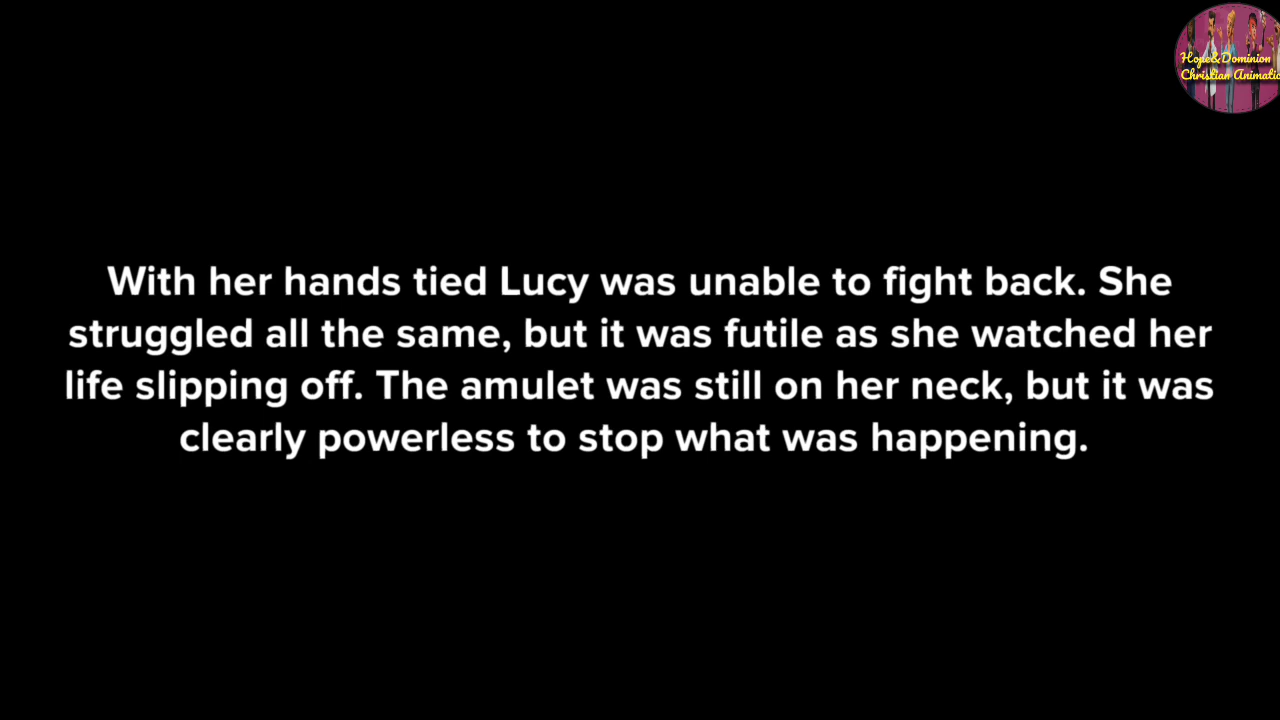 Hope&Dominion
Christian Animatio
With her hands tied Lucy was unable to fight back. She
struggled all the same, but it was futile as she watched her
life slipping off. The amulet was still on her neck, but it was
clearly powerless to stop what was happening.